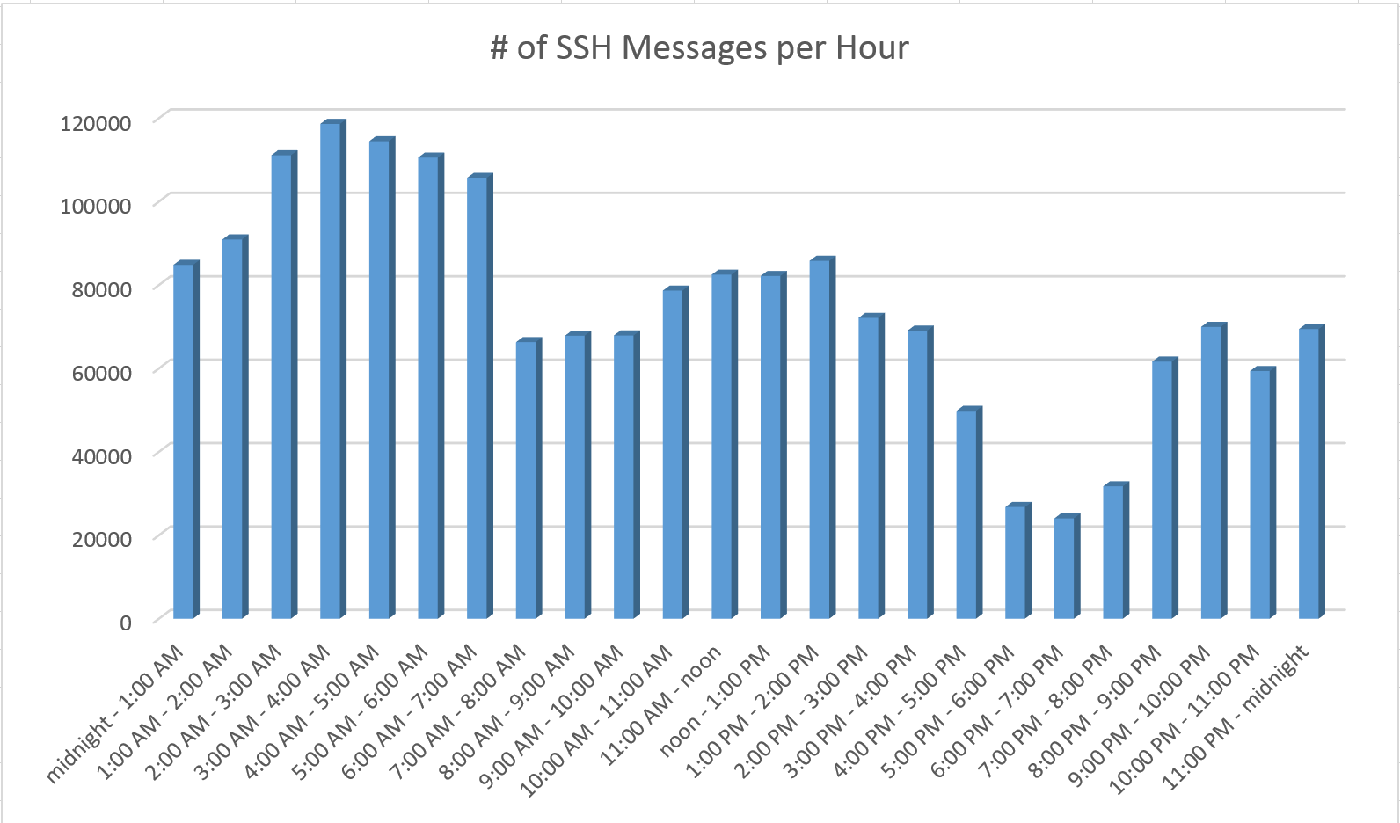 # of SSH Messages per Hour
120000
100000
80000
60000
40000
20000
0
midnight - 1:00 AM
1:00 AM - 2:00 AM
2:00 AM - 3:00 AM
3:00 AM - 4:00 AM
4:00 AM - 5:00 AM
5:00 AM - 6:00 AM
6:00 AM - 7:00 AM
7:00 AM - 8:00 AM
8:00 AM - 9:00 AM
9:00 AM - 10:00 AM
10:00 AM - 11:00 AM
11:00 AM - noon
noon - 1:00 PM
1:00 PM - 2:00 PM
2:00 PM - 3:00 PM
3:00 PM - 4:00 PM
4:00 PM - 5:00 PM
5:00 PM - 6:00 PM
6:00 PM - 7:00 PM
7:00 PM - 8:00 PM
8:00 PM - 9:00 PM
9:00 PM - 10:00 PM
10:00 PM - 11:00 PM
11:00 PM - midnight